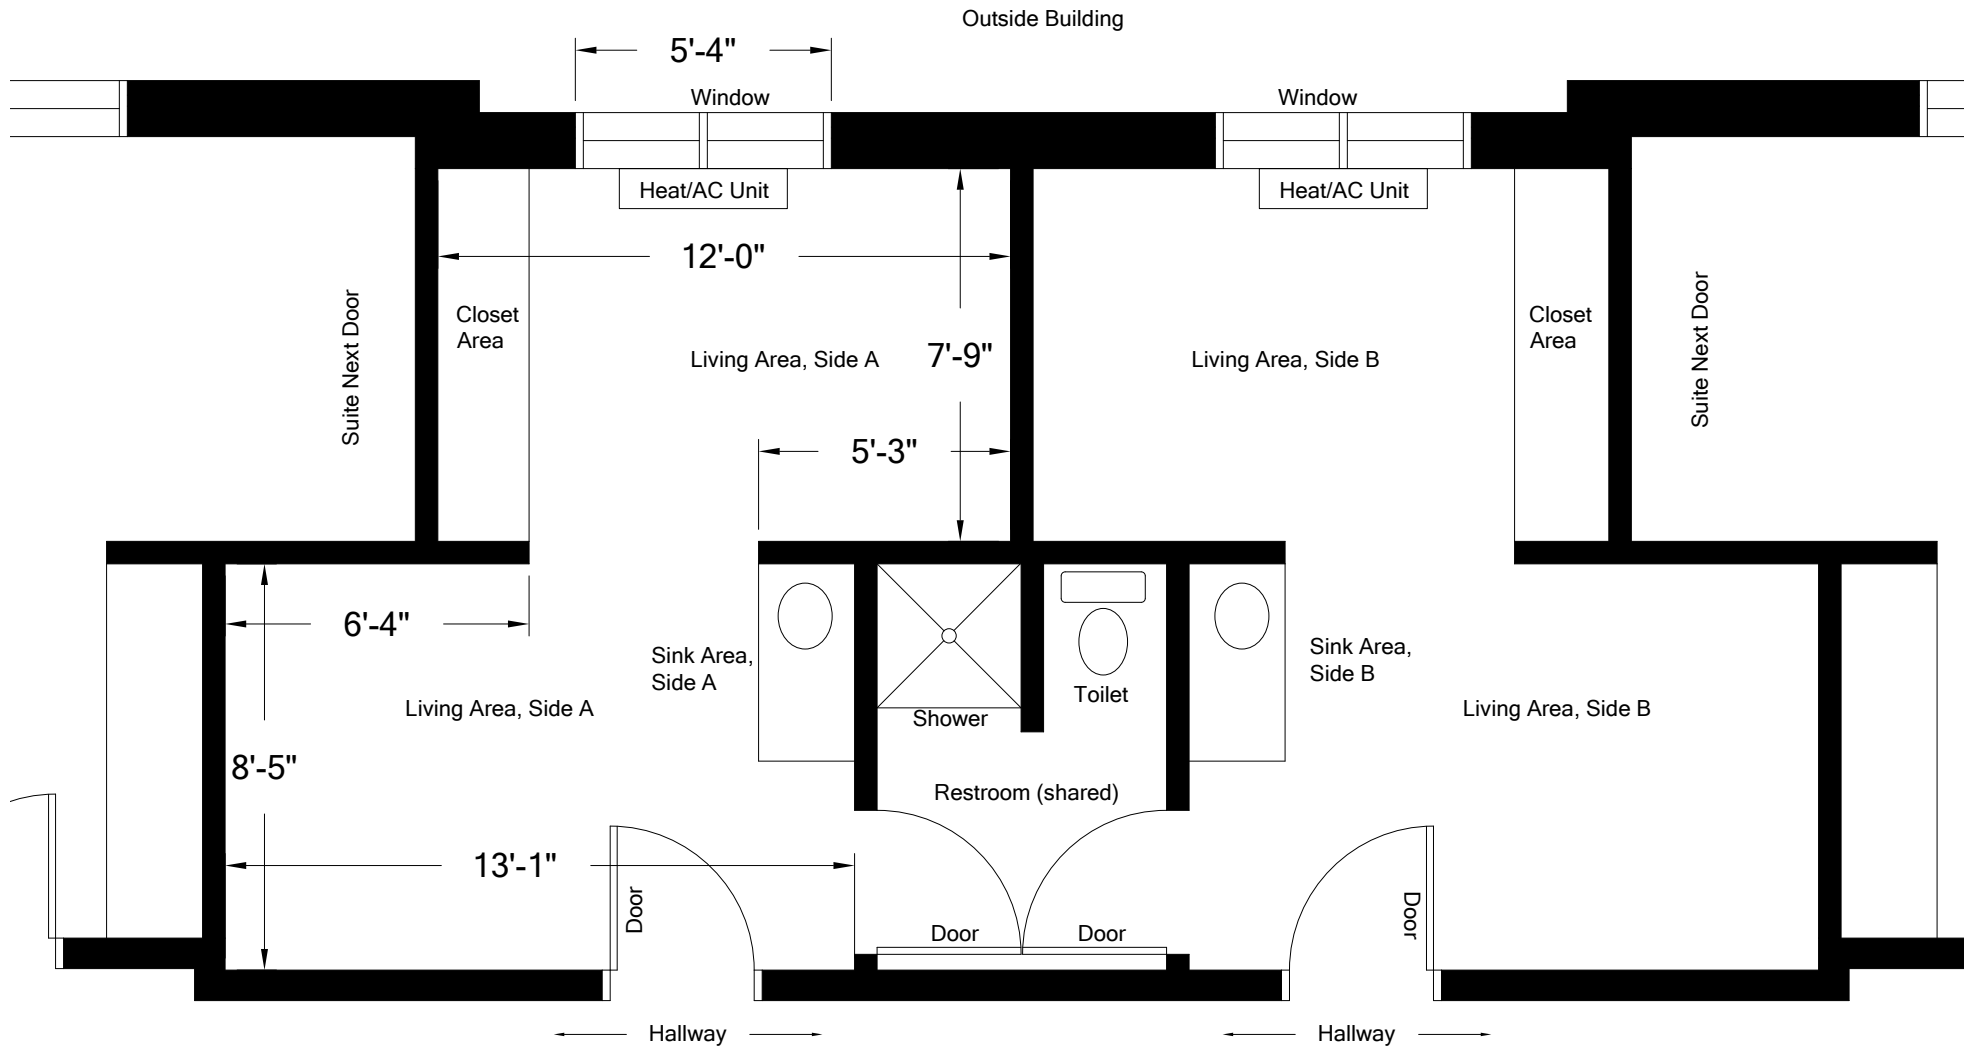 Outside Building
5'-4"
Window
Window
Heat/AC Unit
Heat/AC Unit
12'-0"
Suite Next Door
Closet
Area
Living Area, Side A
7'-9"
Living Area, Side B
Closet
Area
Suite Next Door
5'-3"
6'-4"
Sink Area,
Side A
Sink Area,
Side B
Living Area, Side A
Shower
Toilet
Living Area, Side B
8'-5"
Restroom (shared)
13'-1"
Door
Door
Door
Door
Hallway
Hallway